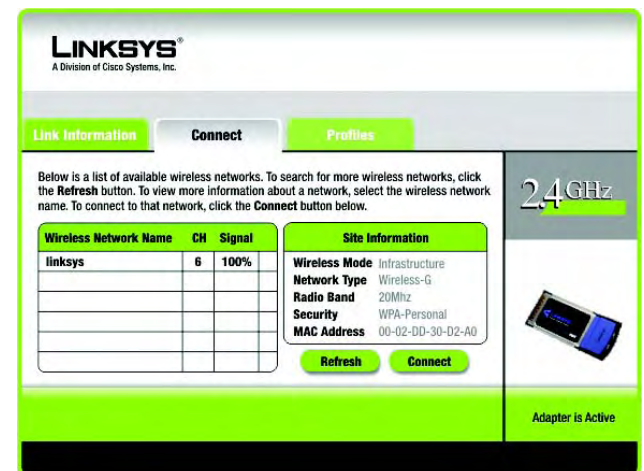 LINKSYS®
A Division of Cisco Systems, Inc.
Link Information Connect Profiles
Below is a list of available wireless networks. To search for more wireless networks, click
the Refresh button. To view more information about a network, select the wireless network
name. To connect to that network, click the Connect button below.
2.4GHz
Wireless Network Name CH Signal
linksys 6 100%
Site Information
Wireless Mode Infrastructure
Network Type Wireless-G
Radio Band 20Mhz
Security WPA-Personal
MAC Address 00-02-DD-30-D2-A0
Refresh Connect
Adapter is Active